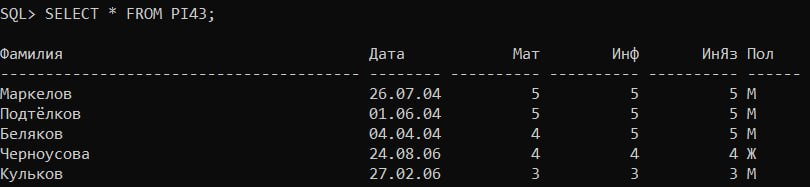 SQL> SELECT * FROM PI43;
Фамилия Дата Мат Инф ИнЯз Пол
---------------------------------------- -------- ---------- ---------- ---------- ------
Маркелов 26.07.04 5 5 5 М
Подтёлков 01.06.04 5 5 5 М
Беляков 04.04.04 4 5 5 М
Черноусова 24.08.06 4 4 4 Ж
Кульков 27.02.06 3 3 3 М